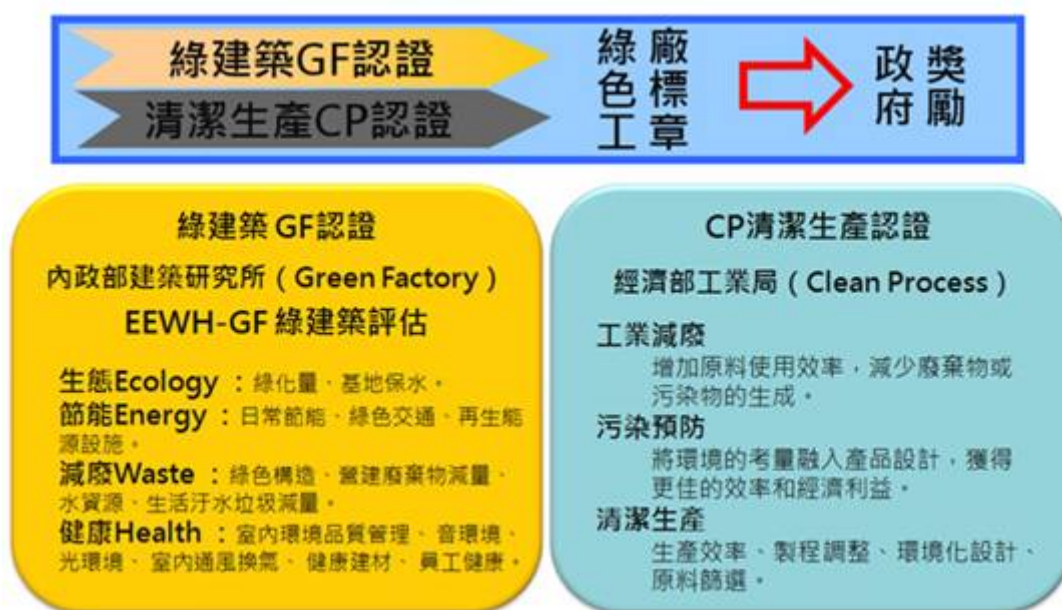 綠建築GF認證
清潔生產CP認證
綠色工廠標章
政府獎勵
綠建築 GF認證
內政部建築研究所（Green Factory）
EEWH-GF 綠建築評估
生態Ecology ：綠化量、基地保水。
節能Energy ：日常節能、綠色交通、再生能
源設施。
減廢Waste ：綠色構造、營建廢棄物減量、
水資源、生活汙水垃圾減量。
健康Health ：室內環境品質管理、音環境、
光環境、室內通風換氣、健康建材、員工健康。
CP清潔生產認證
經濟部工業局（Clean Process）
工業減廢
增加原料使用效率，減少廢棄物或
污染物的生成。
污染預防
將環境的考量融入產品設計，獲得
更佳的效率和經濟利益。
清潔生產
生產效率、製程調整、環境化設計、
原料篩選。